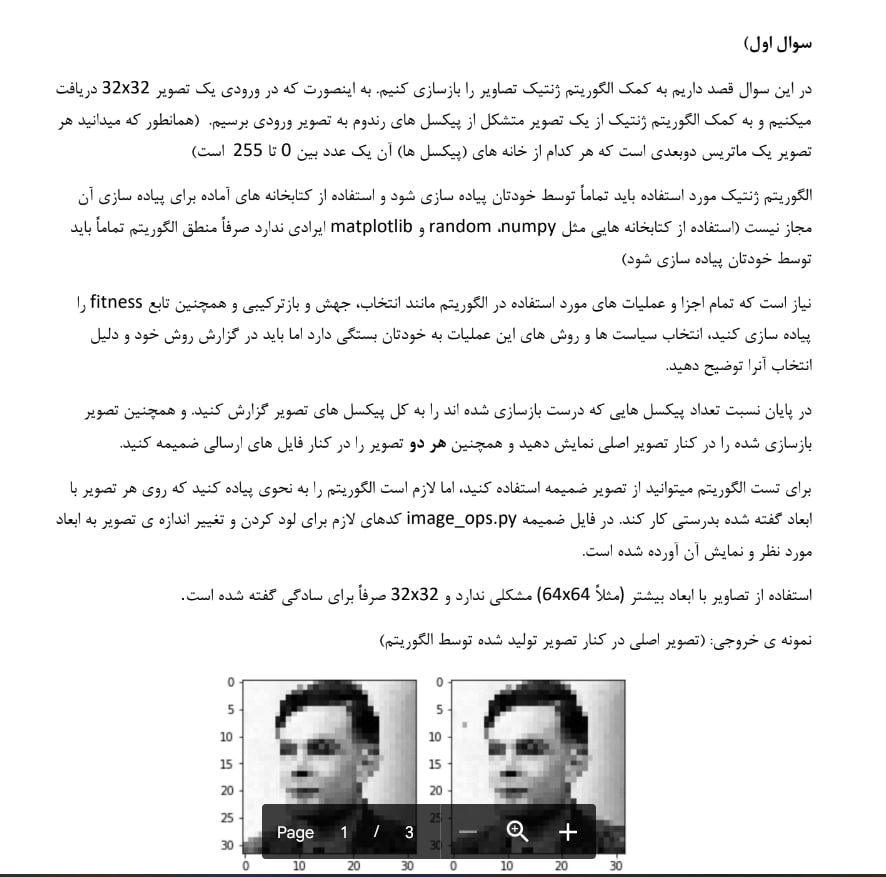 سوال اول)
در این سوال قصد داریم به کمک الگوریتم ژنتیک تصاویر را بازسازی کنیم. به اینصورت که در ورودی یک تصویر 32x32 دریافت
میکنیم و به کمک الگوریتم ژنتیک از یک تصویر متشکل از پیکسل های رندوم به تصویر ورودی برسیم. (همانطور که میدانید هر
تصویر یک ماتریس دوبعدی است که هر کدام از خانه های (پیکسل ها) آن یک عدد بین 0 تا 255 است)
الگوریتم ژنتیک مورد استفاده باید تماماً توسط خودتان پیاده سازی شود و استفاده از کتابخانه های آماده برای پیاده سازی آن
مجاز نیست (استفاده از کتابخانه هایی مثل numpy، random و matplotlib ایرادی ندارد صرفاً منطق الگوریتم تماماً باید
توسط خودتان پیاده سازی شود)
نیاز است که تمام اجزا و عملیات های مورد استفاده در الگوریتم مانند انتخاب، جهش و بازترکیبی و همچنین تابع fitness را
پیاده سازی کنید، انتخاب سیاست ها و روش های این عملیات به خودتان بستگی دارد اما باید در گزارش روش خود و دلیل
انتخاب آنرا توضیح دهید.
در پایان نسبت تعداد پیکسل هایی که درست بازسازی شده اند را به کل پیکسل های تصویر گزارش کنید. و همچنین تصویر
بازسازی شده را در کنار تصویر اصلی نمایش دهید و همچنین هر دو تصویر را در کنار فایل های ارسالی ضمیمه کنید.
برای تست الگوریتم میتوانید از تصویر ضمیمه استفاده کنید، اما لازم است الگوریتم را به نحوی پیاده کنید که روی هر تصویر با
ابعاد گفته شده بدرستی کار کند. در فایل ضمیمه image_ops.py کدهای لازم برای لود کردن و تغییر اندازه ی تصویر به ابعاد
مورد نظر و نمایش آن آورده شده است.
استفاده از تصاویر با ابعاد بیشتر (مثلاً 64x64) مشکلی ندارد و 32x32 صرفاً برای سادگی گفته شده است.
نمونه ی خروجی: (تصویر اصلی در کنار تصویر تولید شده توسط الگوریتم)
0 0
5 5
10 10
15 15
20 20
25 25
Page 1 / 3
30 30
0 10 20 30 0 10 20 30